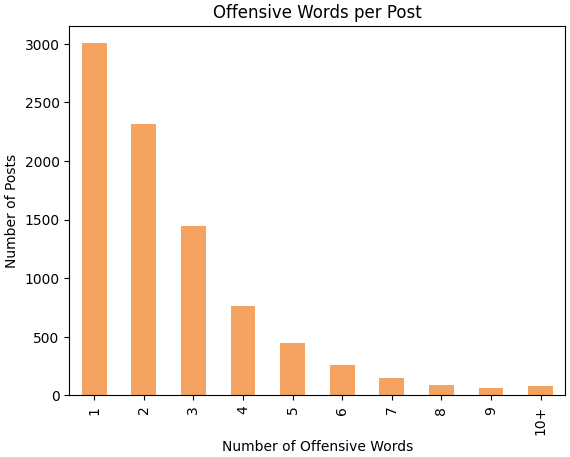 Offensive Words per Post
Number of Posts
3000
2500
2000
1500
1000
500
0
1 2 3 4 5 6 7 8 9 10+
Number of Offensive Words